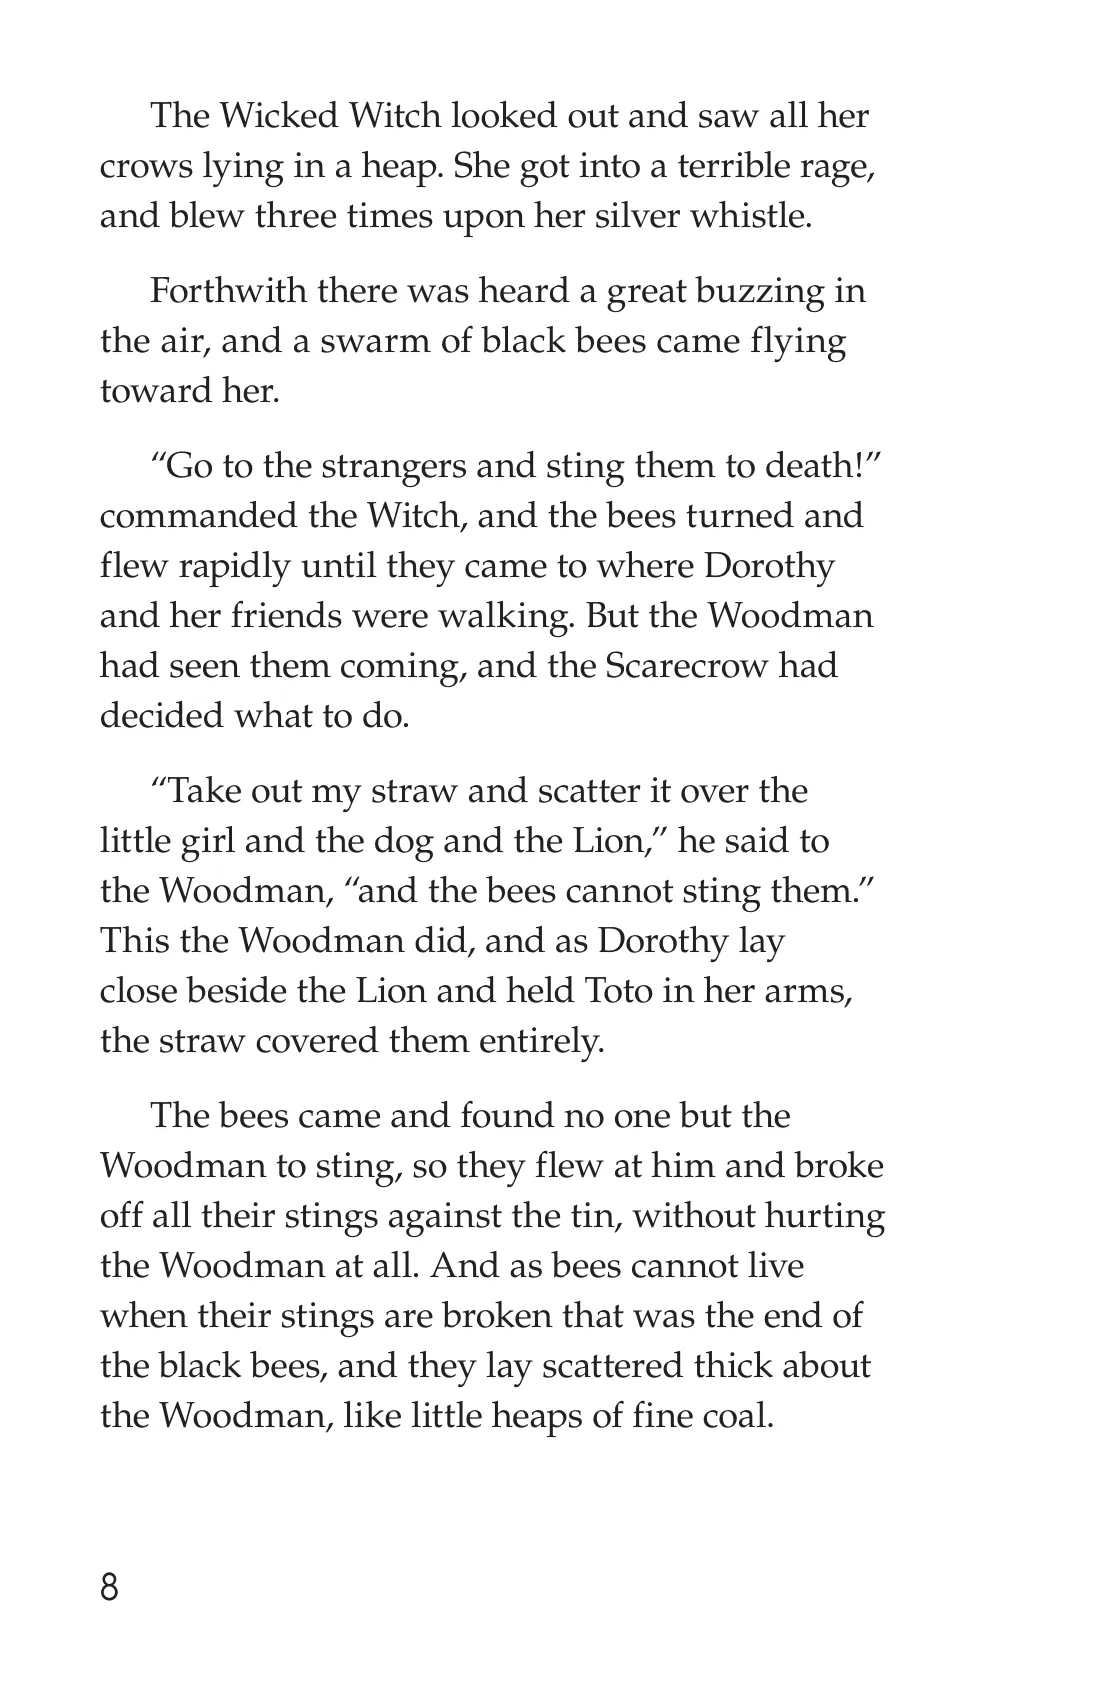 The Wicked Witch looked out and saw all her
crows lying in a heap. She got into a terrible rage,
and blew three times upon her silver whistle.
Forthwith there was heard a great buzzing in
the air, and a swarm of black bees came flying
toward her.
“Go to the strangers and sting them to death!”
commanded the Witch, and the bees turned and
flew rapidly until they came to where Dorothy
and her friends were walking. But the Woodman
had seen them coming, and the Scarecrow had
decided what to do.
“Take out my straw and scatter it over the
little girl and the dog and the Lion,” he said to
the Woodman, “and the bees cannot sting them.”
This the Woodman did, and as Dorothy lay
close beside the Lion and held Toto in her arms,
the straw covered them entirely.
The bees came and found no one but the
Woodman to sting, so they flew at him and broke
off all their stings against the tin, without hurting
the Woodman at all. And as bees cannot live
when their stings are broken that was the end of
the black bees, and they lay scattered thick about
the Woodman, like little heaps of fine coal.
8